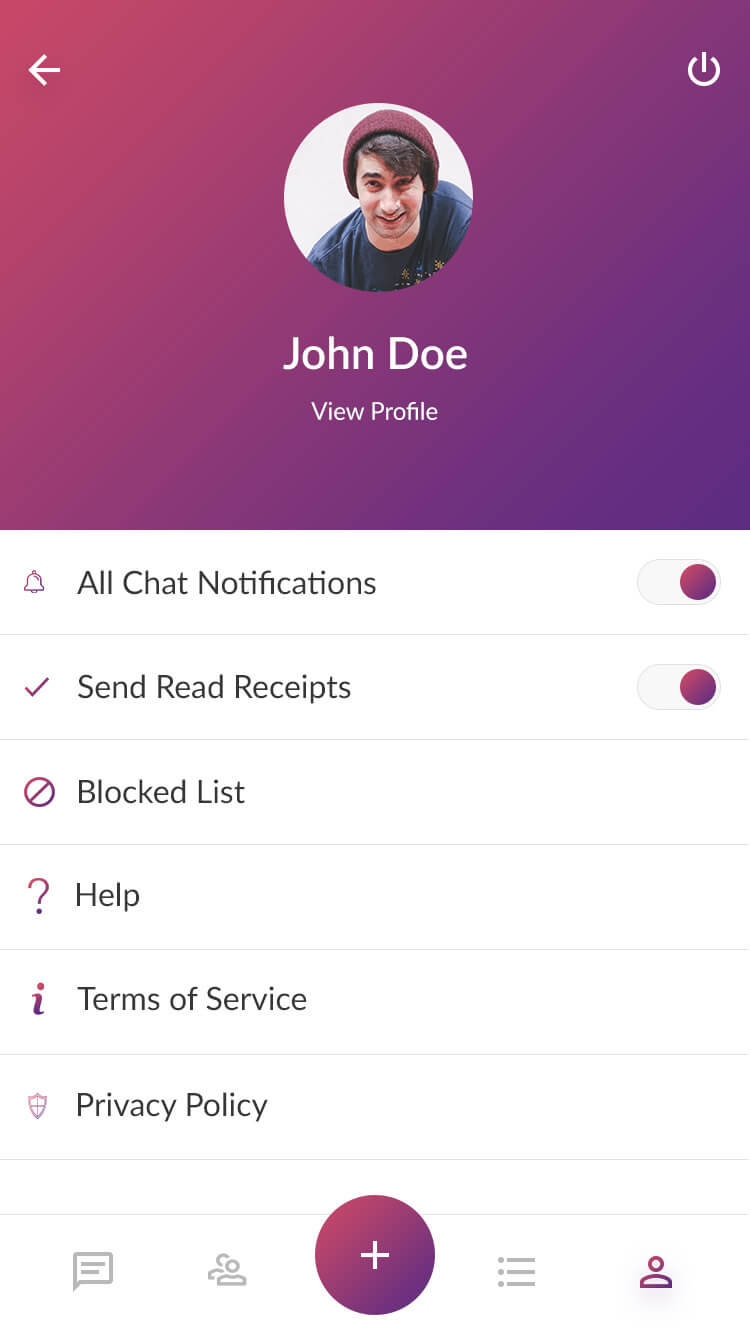 John Doe
View Profile
All Chat Notifications
Send Read Receipts
Blocked List
Help
Terms of Service
Privacy Policy